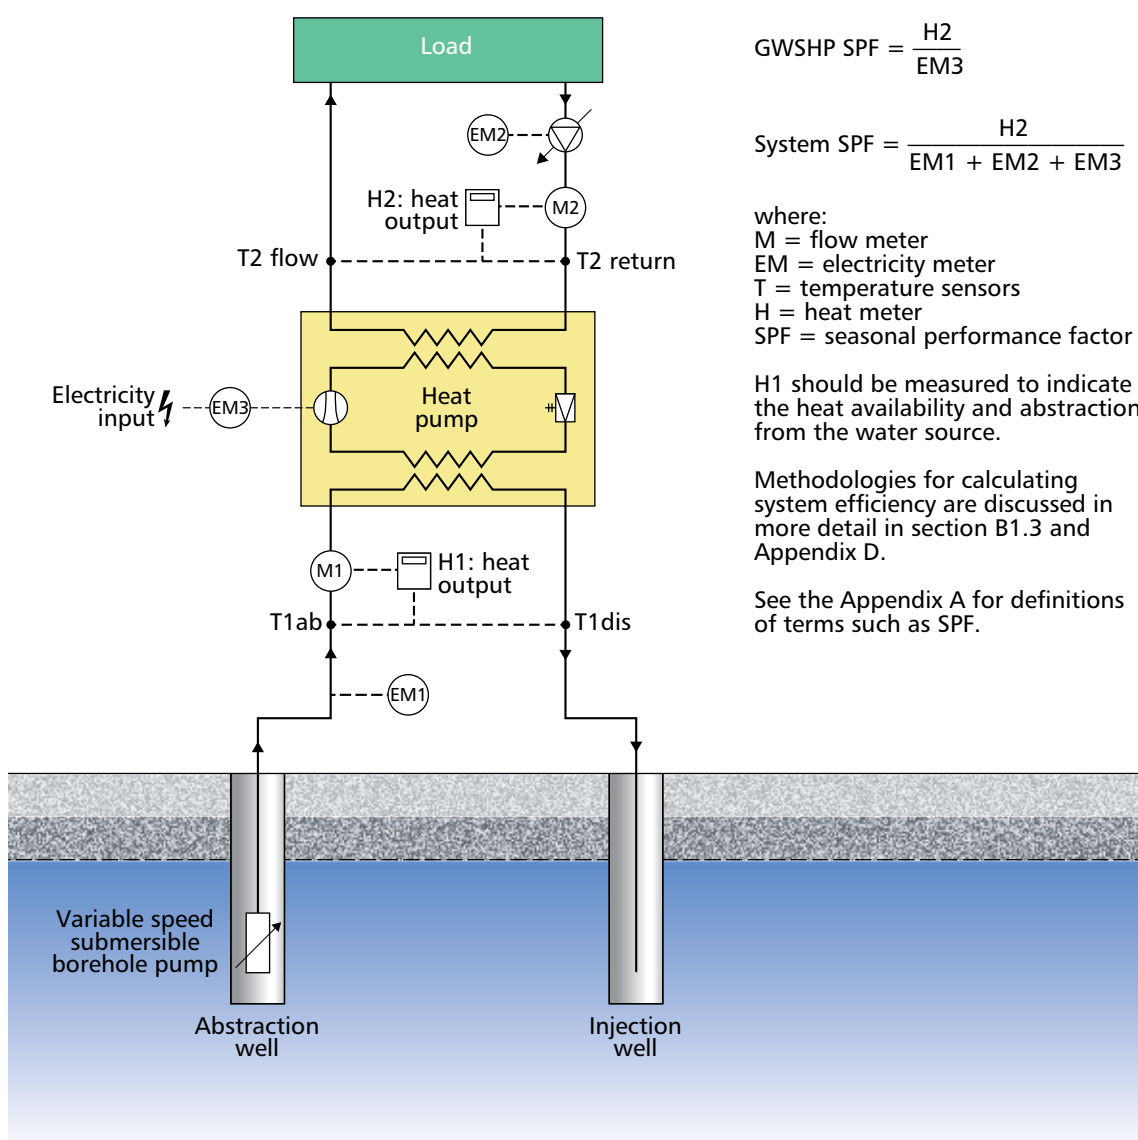 Load
EM2
H2: heat
output
M2
T2 flow
T2 return
Electricity
input
EM3
Heat
pump
M1
H1: heat
output
T1ab
T1dis
EM1
Variable speed
submersible
borehole pump
Abstraction
well
Injection
well
GWSHP SPF = H2
EM3
System SPF = H2
EM1 + EM2 + EM3
where:
M = flow meter
EM = electricity meter
T = temperature sensors
H = heat meter
SPF = seasonal performance factor
H1 should be measured to indicate
the heat availability and abstraction
from the water source.
Methodologies for calculating
system efficiency are discussed in
more detail in section B1.3 and
Appendix D.
See the Appendix A for definitions
of terms such as SPF.